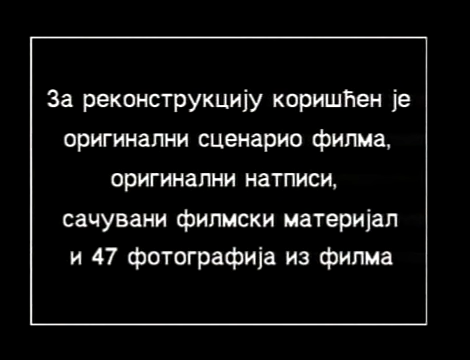 За реконструкцију коришћен је
оригинални сценарио филма,
оригинални натписи,
сачувани филмски материјал
и 47 фотографија из филма